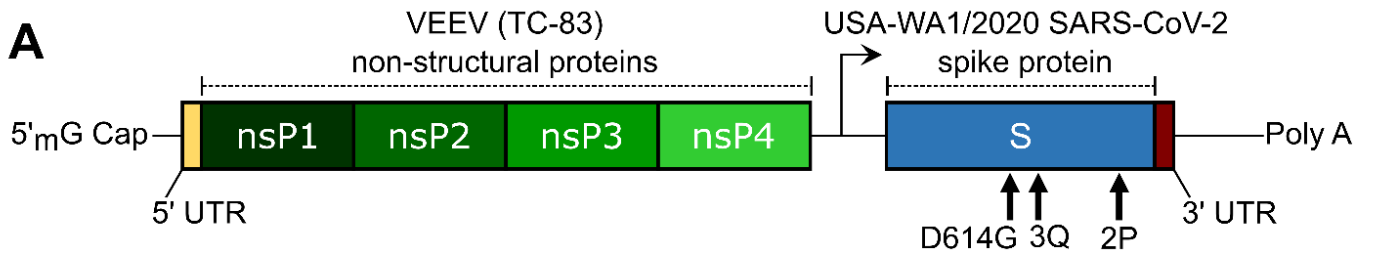 A
VEEV (TC-83)
non-structural proteins
USA-WA1/2020 SARS-CoV-2
spike protein
5'mG Cap
nsP1
nsP2
nsP3
nsP4
S
Poly A
5' UTR
D614G
3Q
2P
3' UTR